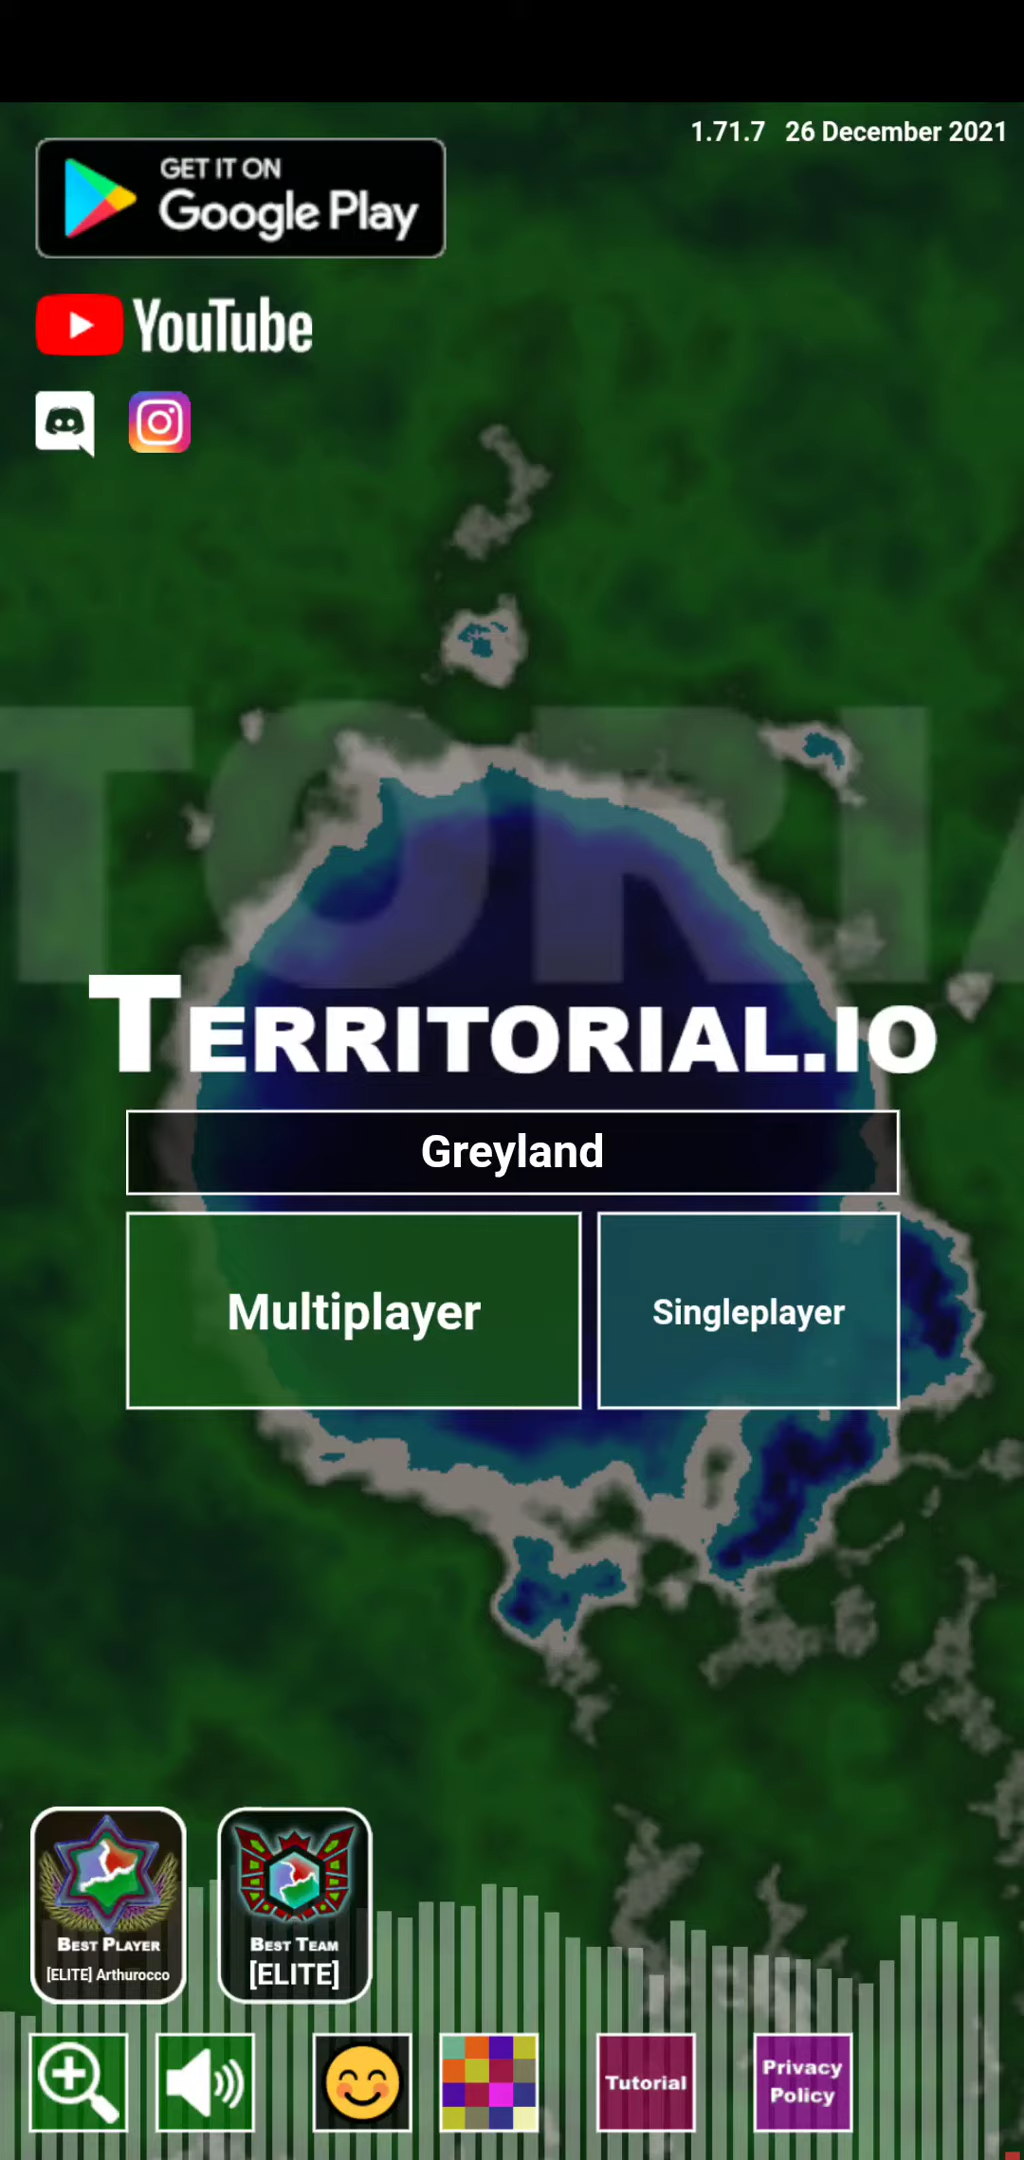 1.71.7 26 December 2021
GET IT ON
Google Play
YouTube
TORIA
TERRITORIAL.IO
Greyland
Multiplayer
Singleplayer
BEST PLAYER
[ELITE] Arthurocco
BEST TEAM
[ELITE]
Tutorial
Privacy
Policy